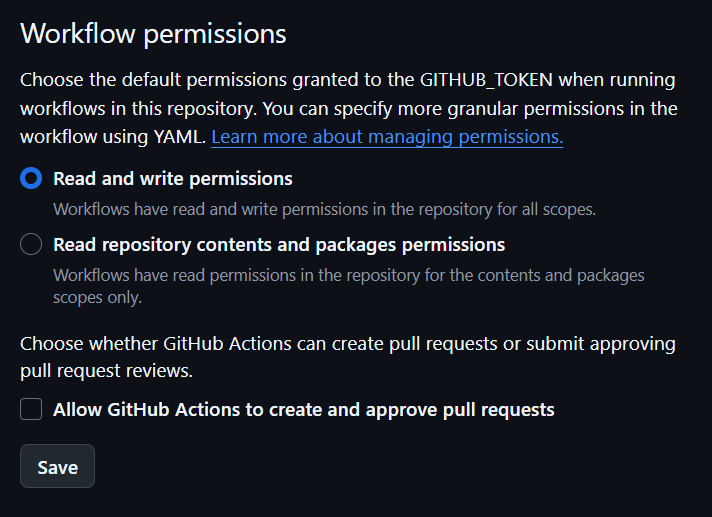 Workflow permissions
Choose the default permissions granted to the GITHUB_TOKEN when running
workflows in this repository. You can specify more granular permissions in the
workflow using YAML. Learn more about managing permissions.
Read and write permissions
Workflows have read and write permissions in the repository for all scopes.
Read repository contents and packages permissions
Workflows have read permissions in the repository for the contents and packages
scopes only.
Choose whether GitHub Actions can create pull requests or submit approving
pull request reviews.
Allow GitHub Actions to create and approve pull requests
Save